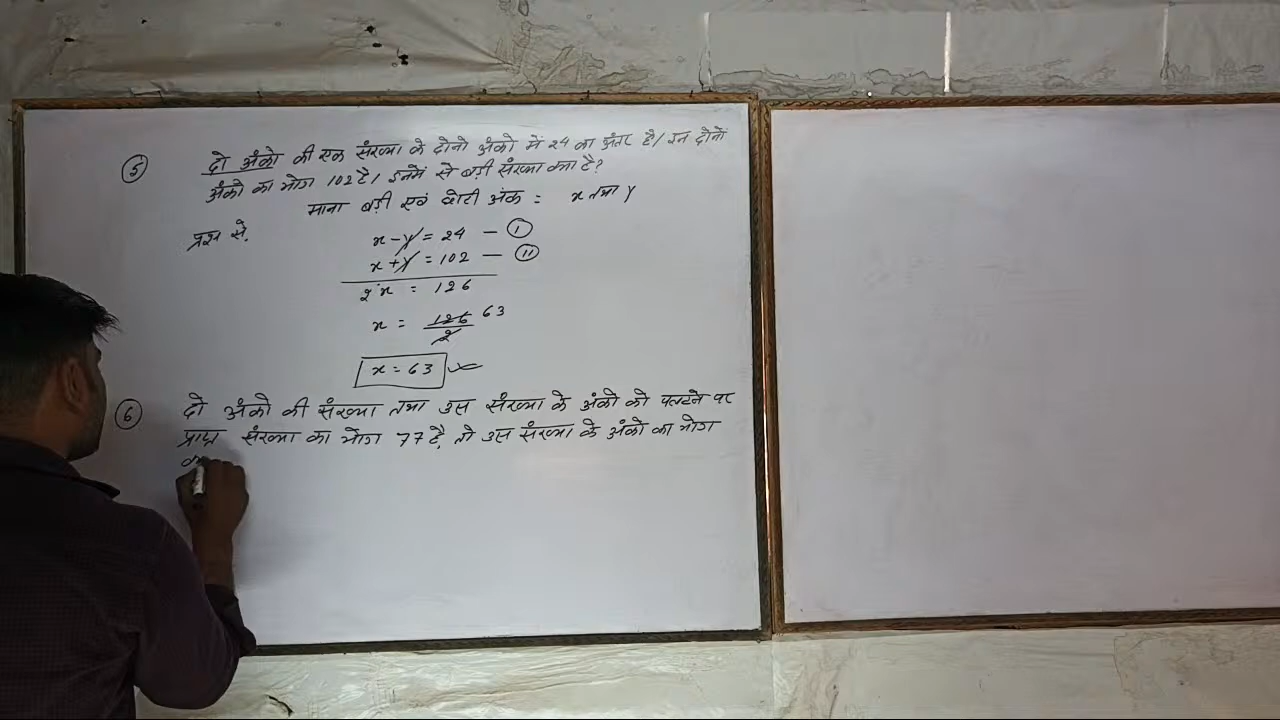 (5) दो अंको की एक संख्या के दोनो अंको में 24 का अंतर है। इन दोनो
अंको का योग 102 है। इनमें से बड़ी संख्या क्या है?
माना बड़ी एवं छोटी अंक = x तथा y
प्रश्न से,
x - y = 24 — (I)
x + y = 102 — (II)
2x = 126
x = 126/2 63
x = 63
(6) दो अंको की संख्या तथा उस संख्या के अंको को पलटने पर
प्राप्त संख्या का योग 77 है, तो उस संख्या के अंको का योग